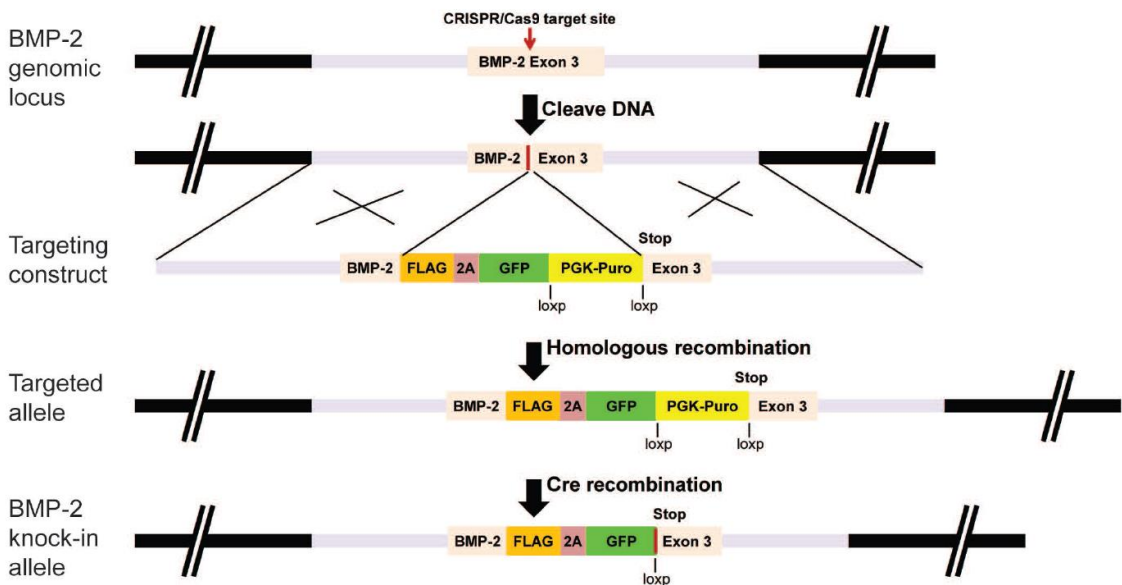 CRISPR/Cas9 target site
BMP-2
genomic
locus
BMP-2 Exon 3
Cleave DNA
BMP-2 Exon 3
Targeting
construct
Stop
BMP-2 FLAG 2A GFP PGK-Puro Exon 3
loxp loxp
Homologous recombination
Targeted
allele
Stop
BMP-2 FLAG 2A GFP PGK-Puro Exon 3
loxp loxp
Cre recombination
BMP-2
knock-in
allele
Stop
BMP-2 FLAG 2A GFP Exon 3
loxp